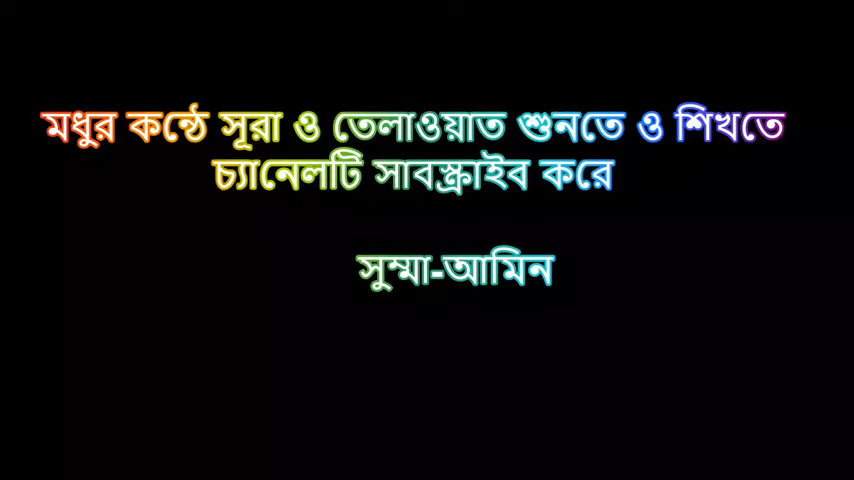 মধুর কন্ঠে সূরা ও তেলাওয়াত শুনতে ও শিখতে
চ্যানেলটি সাবস্ক্রাইব করে
সুম্মা-আমিন